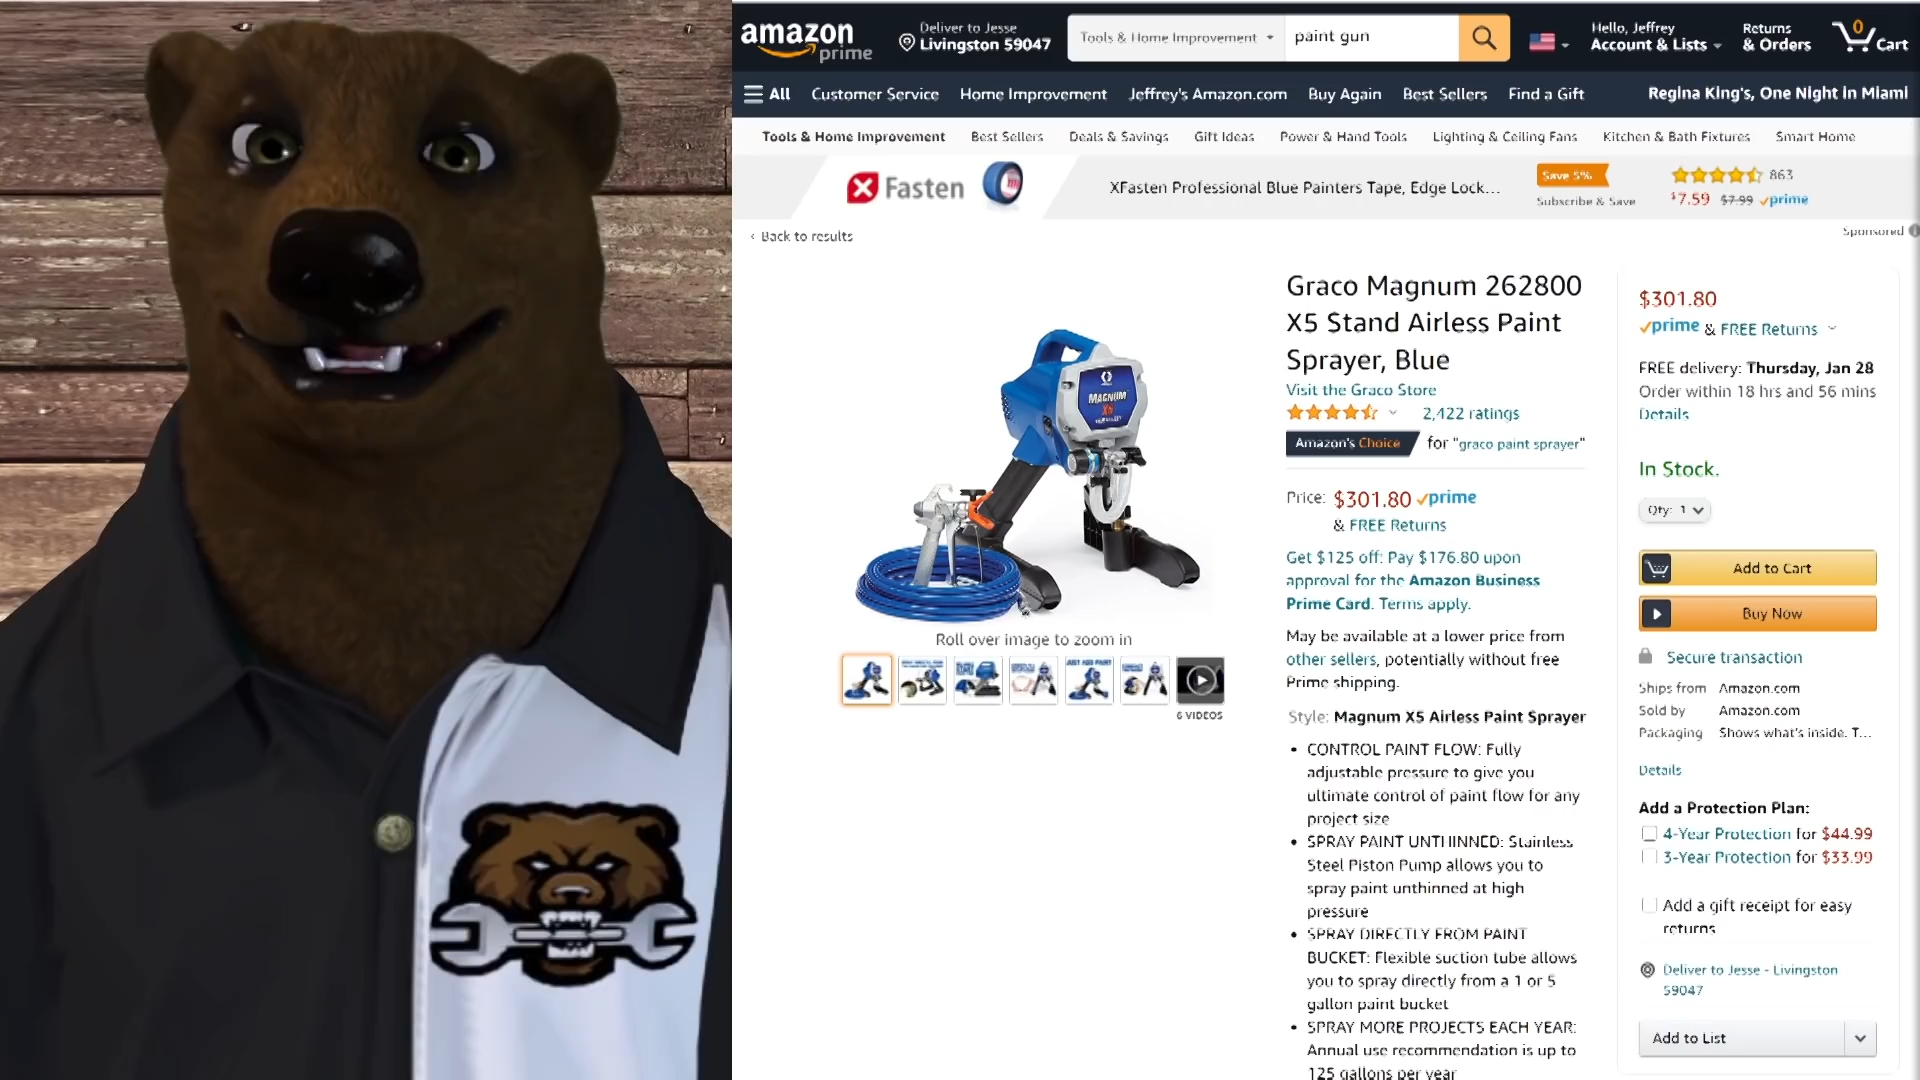 amazon
prime
Deliver to Jesse
Livingston 59047
Tools & Home Improvement
paint gun
Hello, Jeffrey
Account & Lists
Returns
& Orders
0
Cart
All
Customer Service
Home Improvement
Jeffrey's Amazon.com
Buy Again
Best Sellers
Find a Gift
Regina King's, One Night in Miami
Tools & Home Improvement
Best Sellers
Deals & Savings
Gift Ideas
Power & Hand Tools
Lighting & Ceiling Fans
Kitchen & Bath Fixtures
Smart Home
X Fasten
XFasten Professional Blue Painters Tape, Edge Lock...
Save 5%
Subscribe & Save
863
$7.59 $7.99 prime
‹ Back to results
Sponsored
Graco Magnum 262800
X5 Stand Airless Paint
Sprayer, Blue
Visit the Graco Store
2,422 ratings
Amazon's Choice for "graco paint sprayer"
Price: $301.80 prime
& FREE Returns
Get $125 off: Pay $176.80 upon
approval for the Amazon Business
Prime Card. Terms apply.
May be available at a lower price from
other sellers, potentially without free
Prime shipping.
Style: Magnum X5 Airless Paint Sprayer
• CONTROL PAINT FLOW: Fully
adjustable pressure to give you
ultimate control of paint flow for any
project size
• SPRAY PAINT UNTHINNED: Stainless
Steel Piston Pump allows you to
spray paint unthinned at high
pressure
• SPRAY DIRECTLY FROM PAINT
BUCKET: Flexible suction tube allows
you to spray directly from a 1 or 5
gallon paint bucket
• SPRAY MORE PROJECTS EACH YEAR:
Annual use recommendation is up to
125 gallons per year
MAGNUM
X5
Roll over image to zoom in
JUST ADD PAINT
6 VIDEOS
$301.80
prime & FREE Returns
FREE delivery: Thursday, Jan 28
Order within 18 hrs and 56 mins
Details
In Stock.
Qty: 1
Add to Cart
Buy Now
Secure transaction
Ships from Amazon.com
Sold by Amazon.com
Packaging Shows what's inside. T...
Details
Add a Protection Plan:
4-Year Protection for $44.99
3-Year Protection for $33.99
Add a gift receipt for easy
returns
Deliver to Jesse - Livingston
59047
Add to List